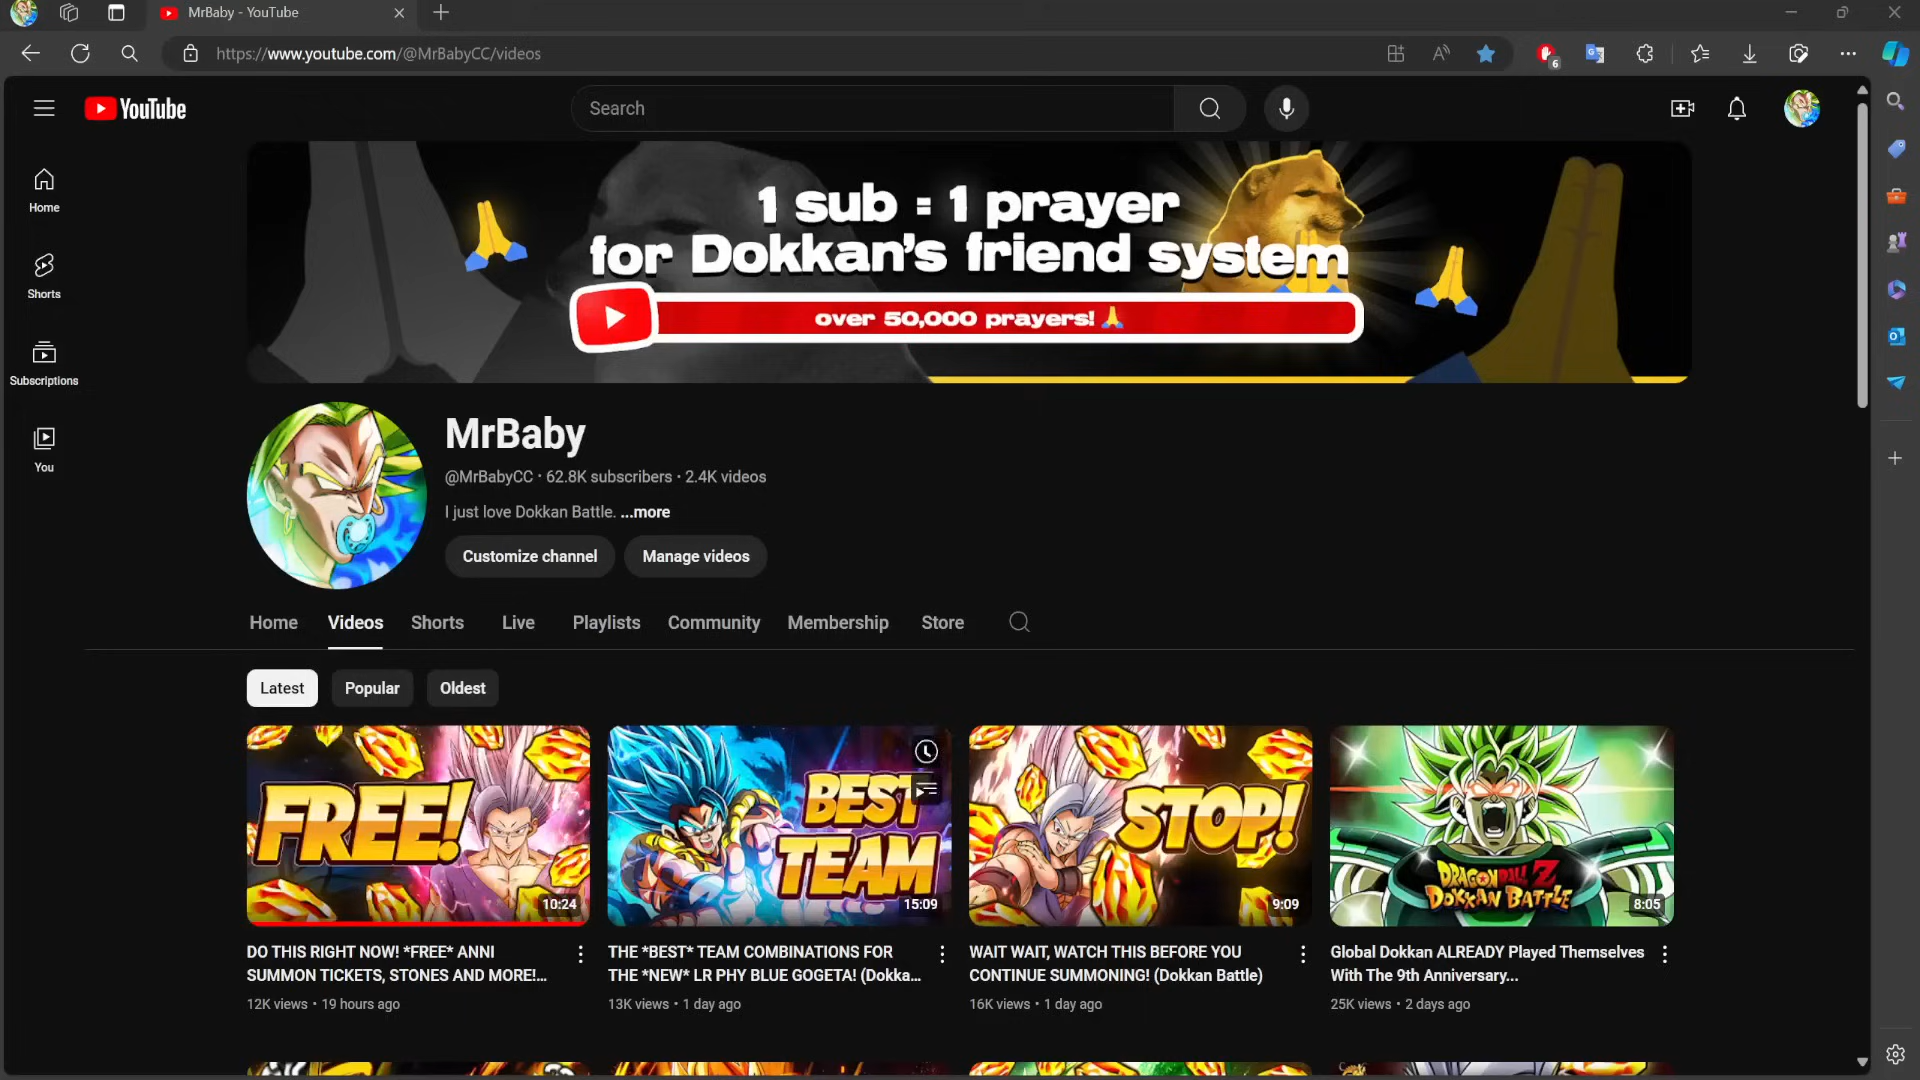 MrBaby - YouTube
https://www.youtube.com/@MrBabyCC/videos
6
YouTube
Search
Home
Shorts
Subscriptions
You
1 sub = 1 prayer
for Dokkan's friend system
over 50,000 prayers! 🙏
MrBaby
@MrBabyCC • 62.8K subscribers • 2.4K videos
I just love Dokkan Battle. ...more
Customize channel Manage videos
Home Videos Shorts Live Playlists Community Membership Store
Latest Popular Oldest
FREE!
10:24
BEST
TEAM
15:09
STOP!
9:09
DRAGON BALL Z
DOKKAN BATTLE
8:05
DO THIS RIGHT NOW! *FREE* ANNI
SUMMON TICKETS, STONES AND MORE!...
12K views • 19 hours ago
THE *BEST* TEAM COMBINATIONS FOR
THE *NEW* LR PHY BLUE GOGETA! (Dokka...
13K views • 1 day ago
WAIT WAIT, WATCH THIS BEFORE YOU
CONTINUE SUMMONING! (Dokkan Battle)
16K views • 1 day ago
Global Dokkan ALREADY Played Themselves
With The 9th Anniversary...
25K views • 2 days ago